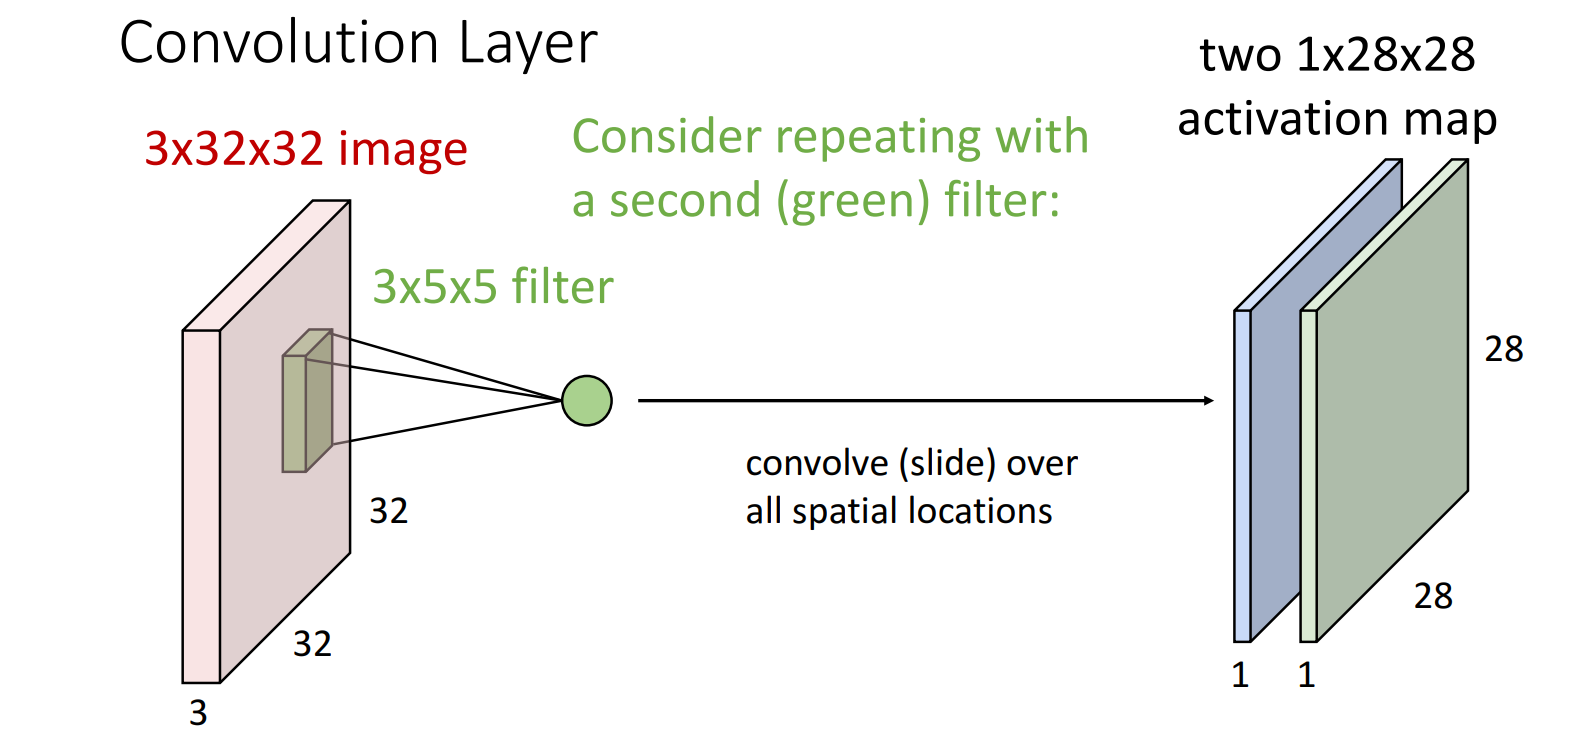 Convolution Layer
3x32x32 image
3x5x5 filter
Consider repeating with
a second (green) filter:
two 1x28x28
activation map
convolve (slide) over
all spatial locations
32
32
3
28
28
1
1